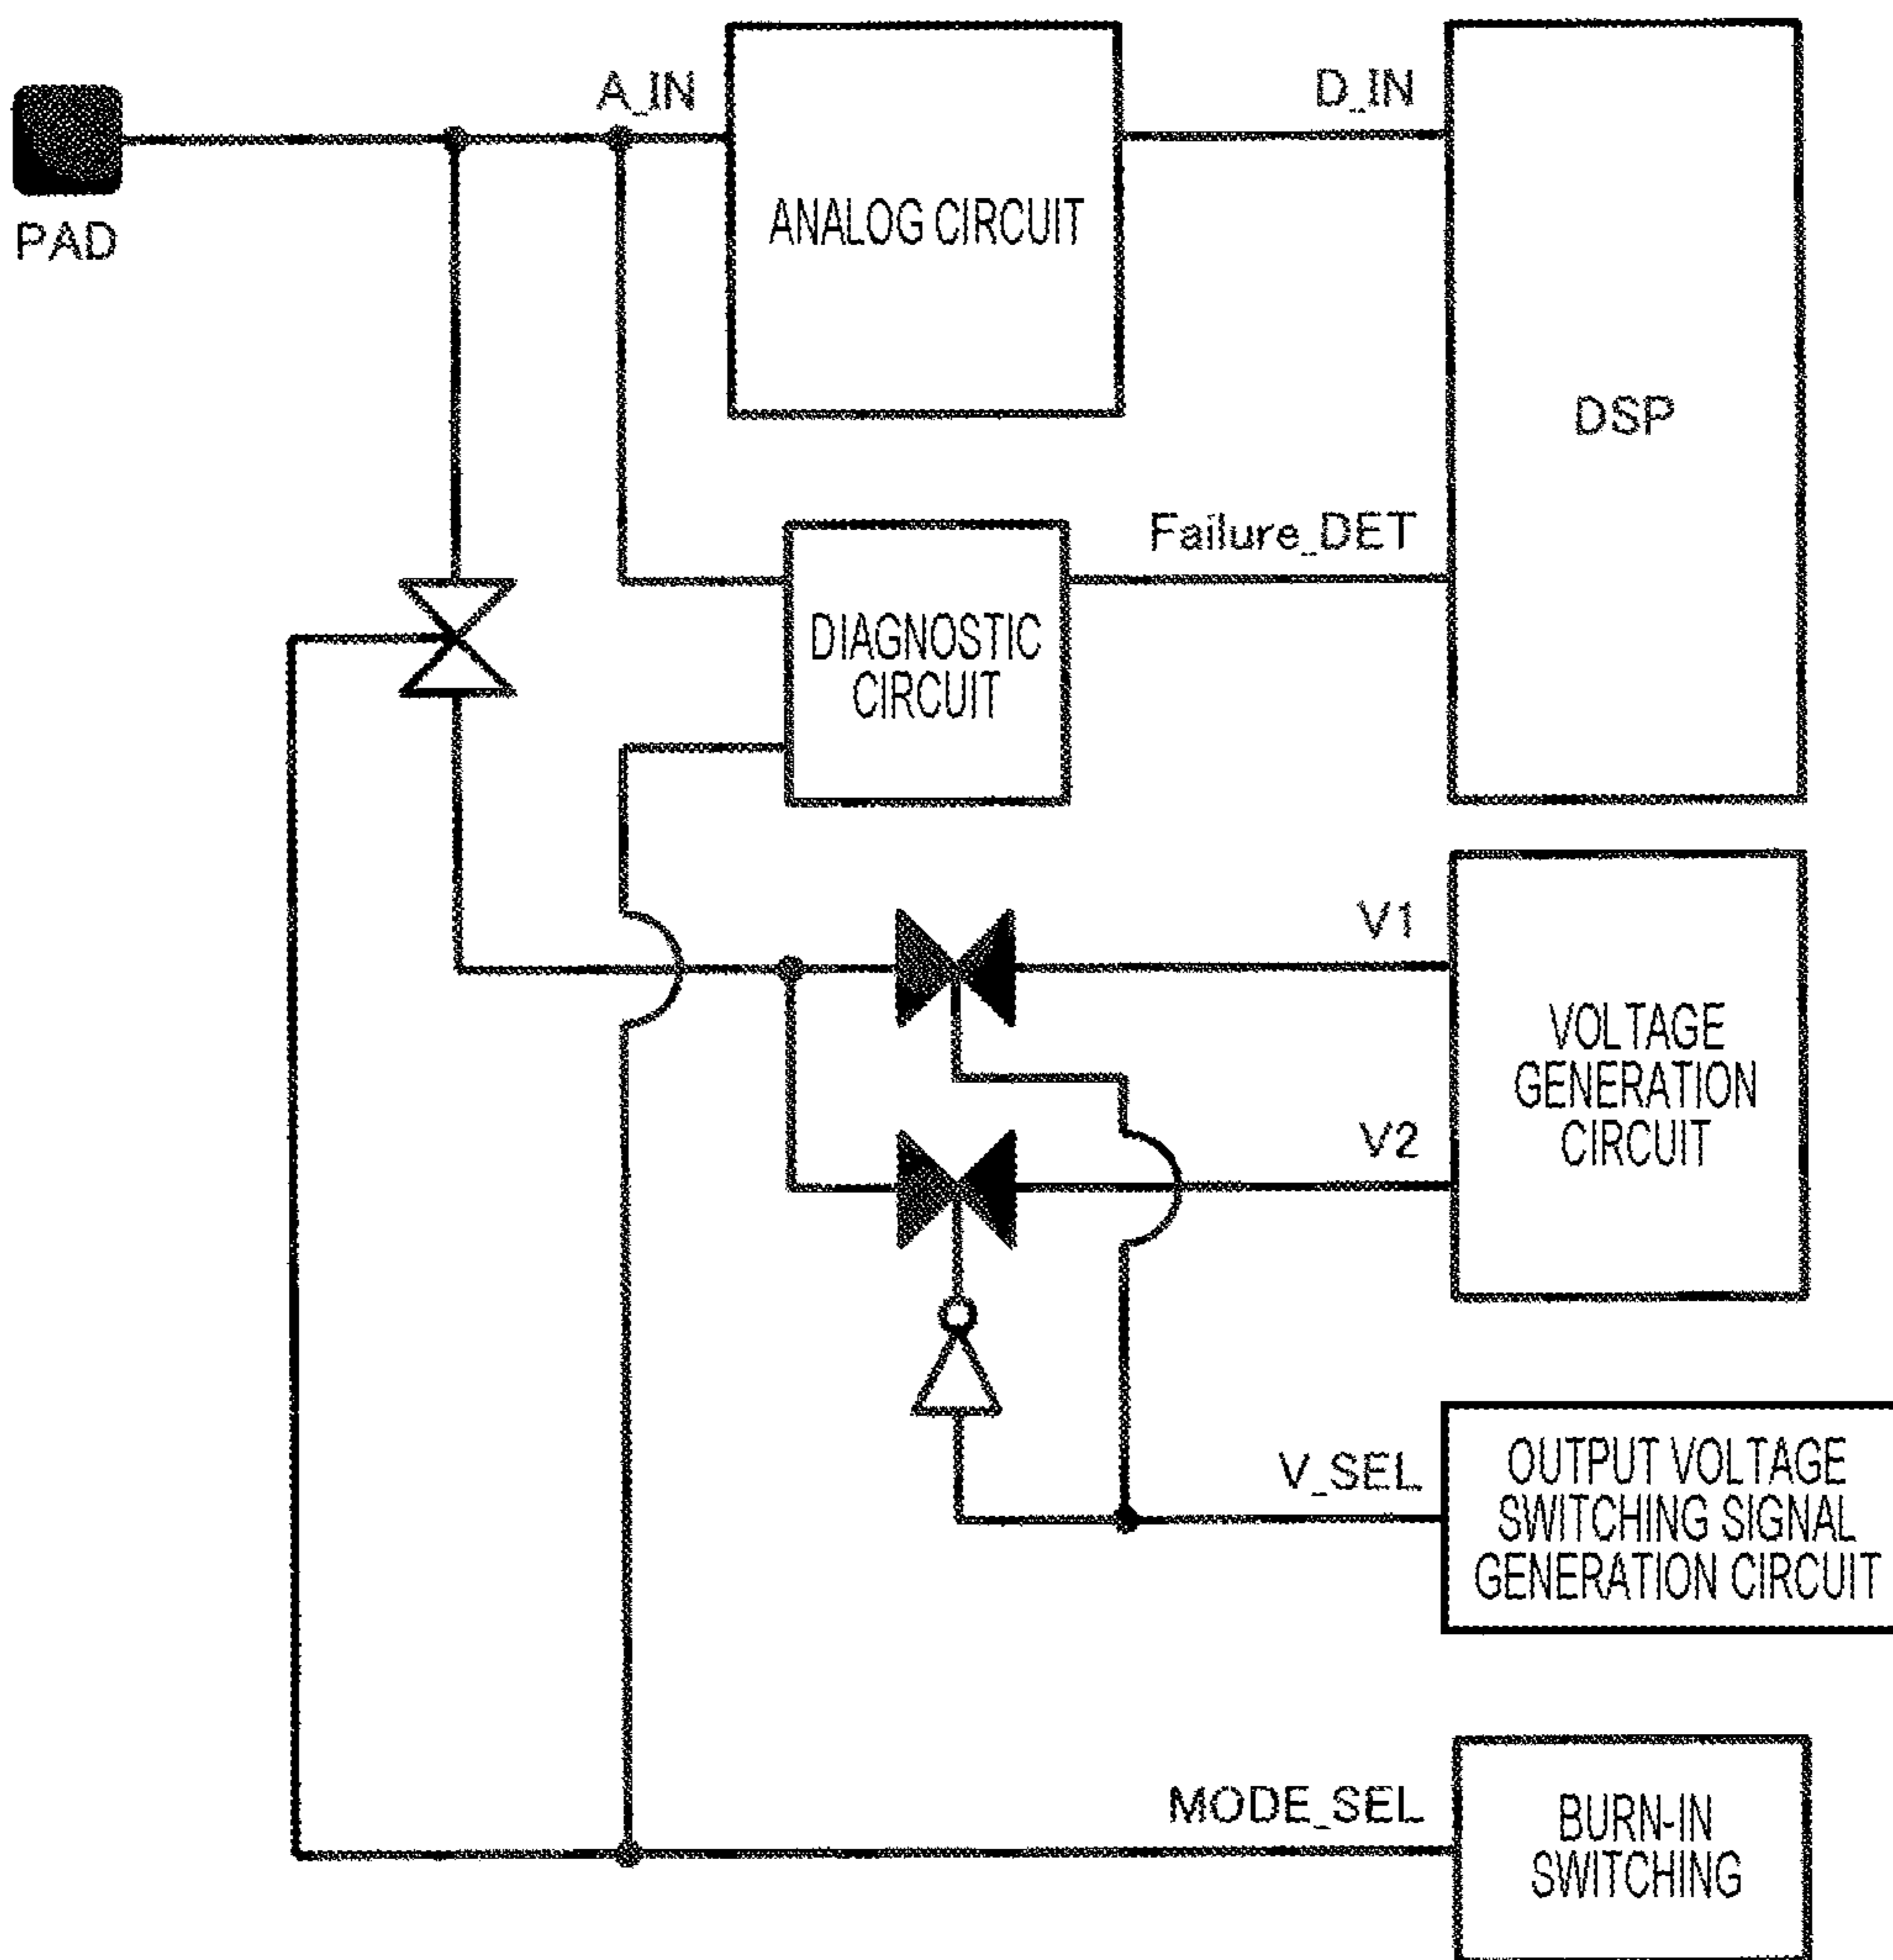 A_IN
D_IN
PAD
ANALOG CIRCUIT
DSP
Failure_DET
DIAGNOSTIC
CIRCUIT
V1
VOLTAGE
GENERATION
CIRCUIT
V2
V_SEL
OUTPUT VOLTAGE
SWITCHING SIGNAL
GENERATION CIRCUIT
MODE_SEL
BURN-IN
SWITCHING